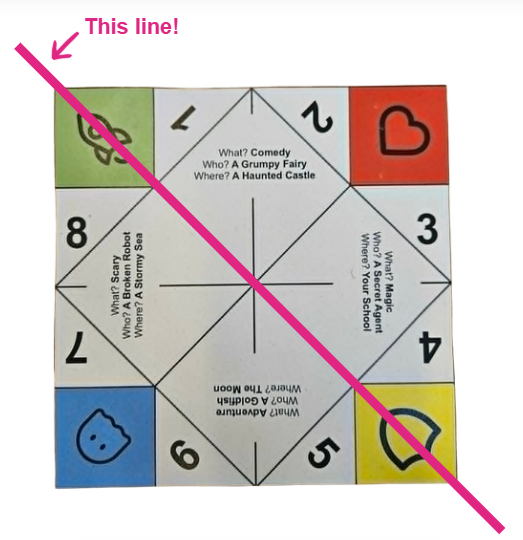 This line!
1
2
What? Comedy
Who? A Grumpy Fairy
Where? A Haunted Castle
8
3
What? Scary
Who? A Broken Robot
Where? A Stormy Sea
What? Magic
Who? A Secret Agent
Where? Your School
7
4
What? Adventure
Who? A Goldfish
Where? The Moon
6
5